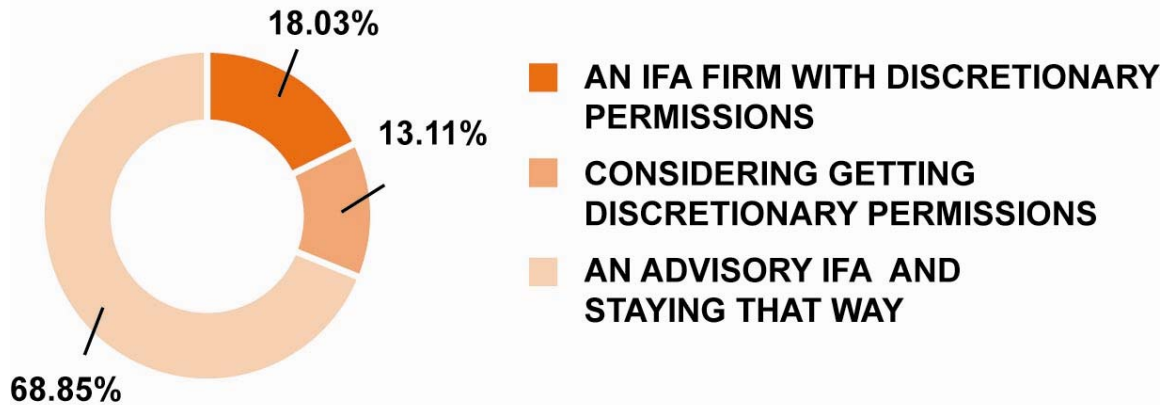 18.03%
13.11%
68.85%
AN IFA FIRM WITH DISCRETIONARY
PERMISSIONS
CONSIDERING GETTING
DISCRETIONARY PERMISSIONS
AN ADVISORY IFA AND
STAYING THAT WAY